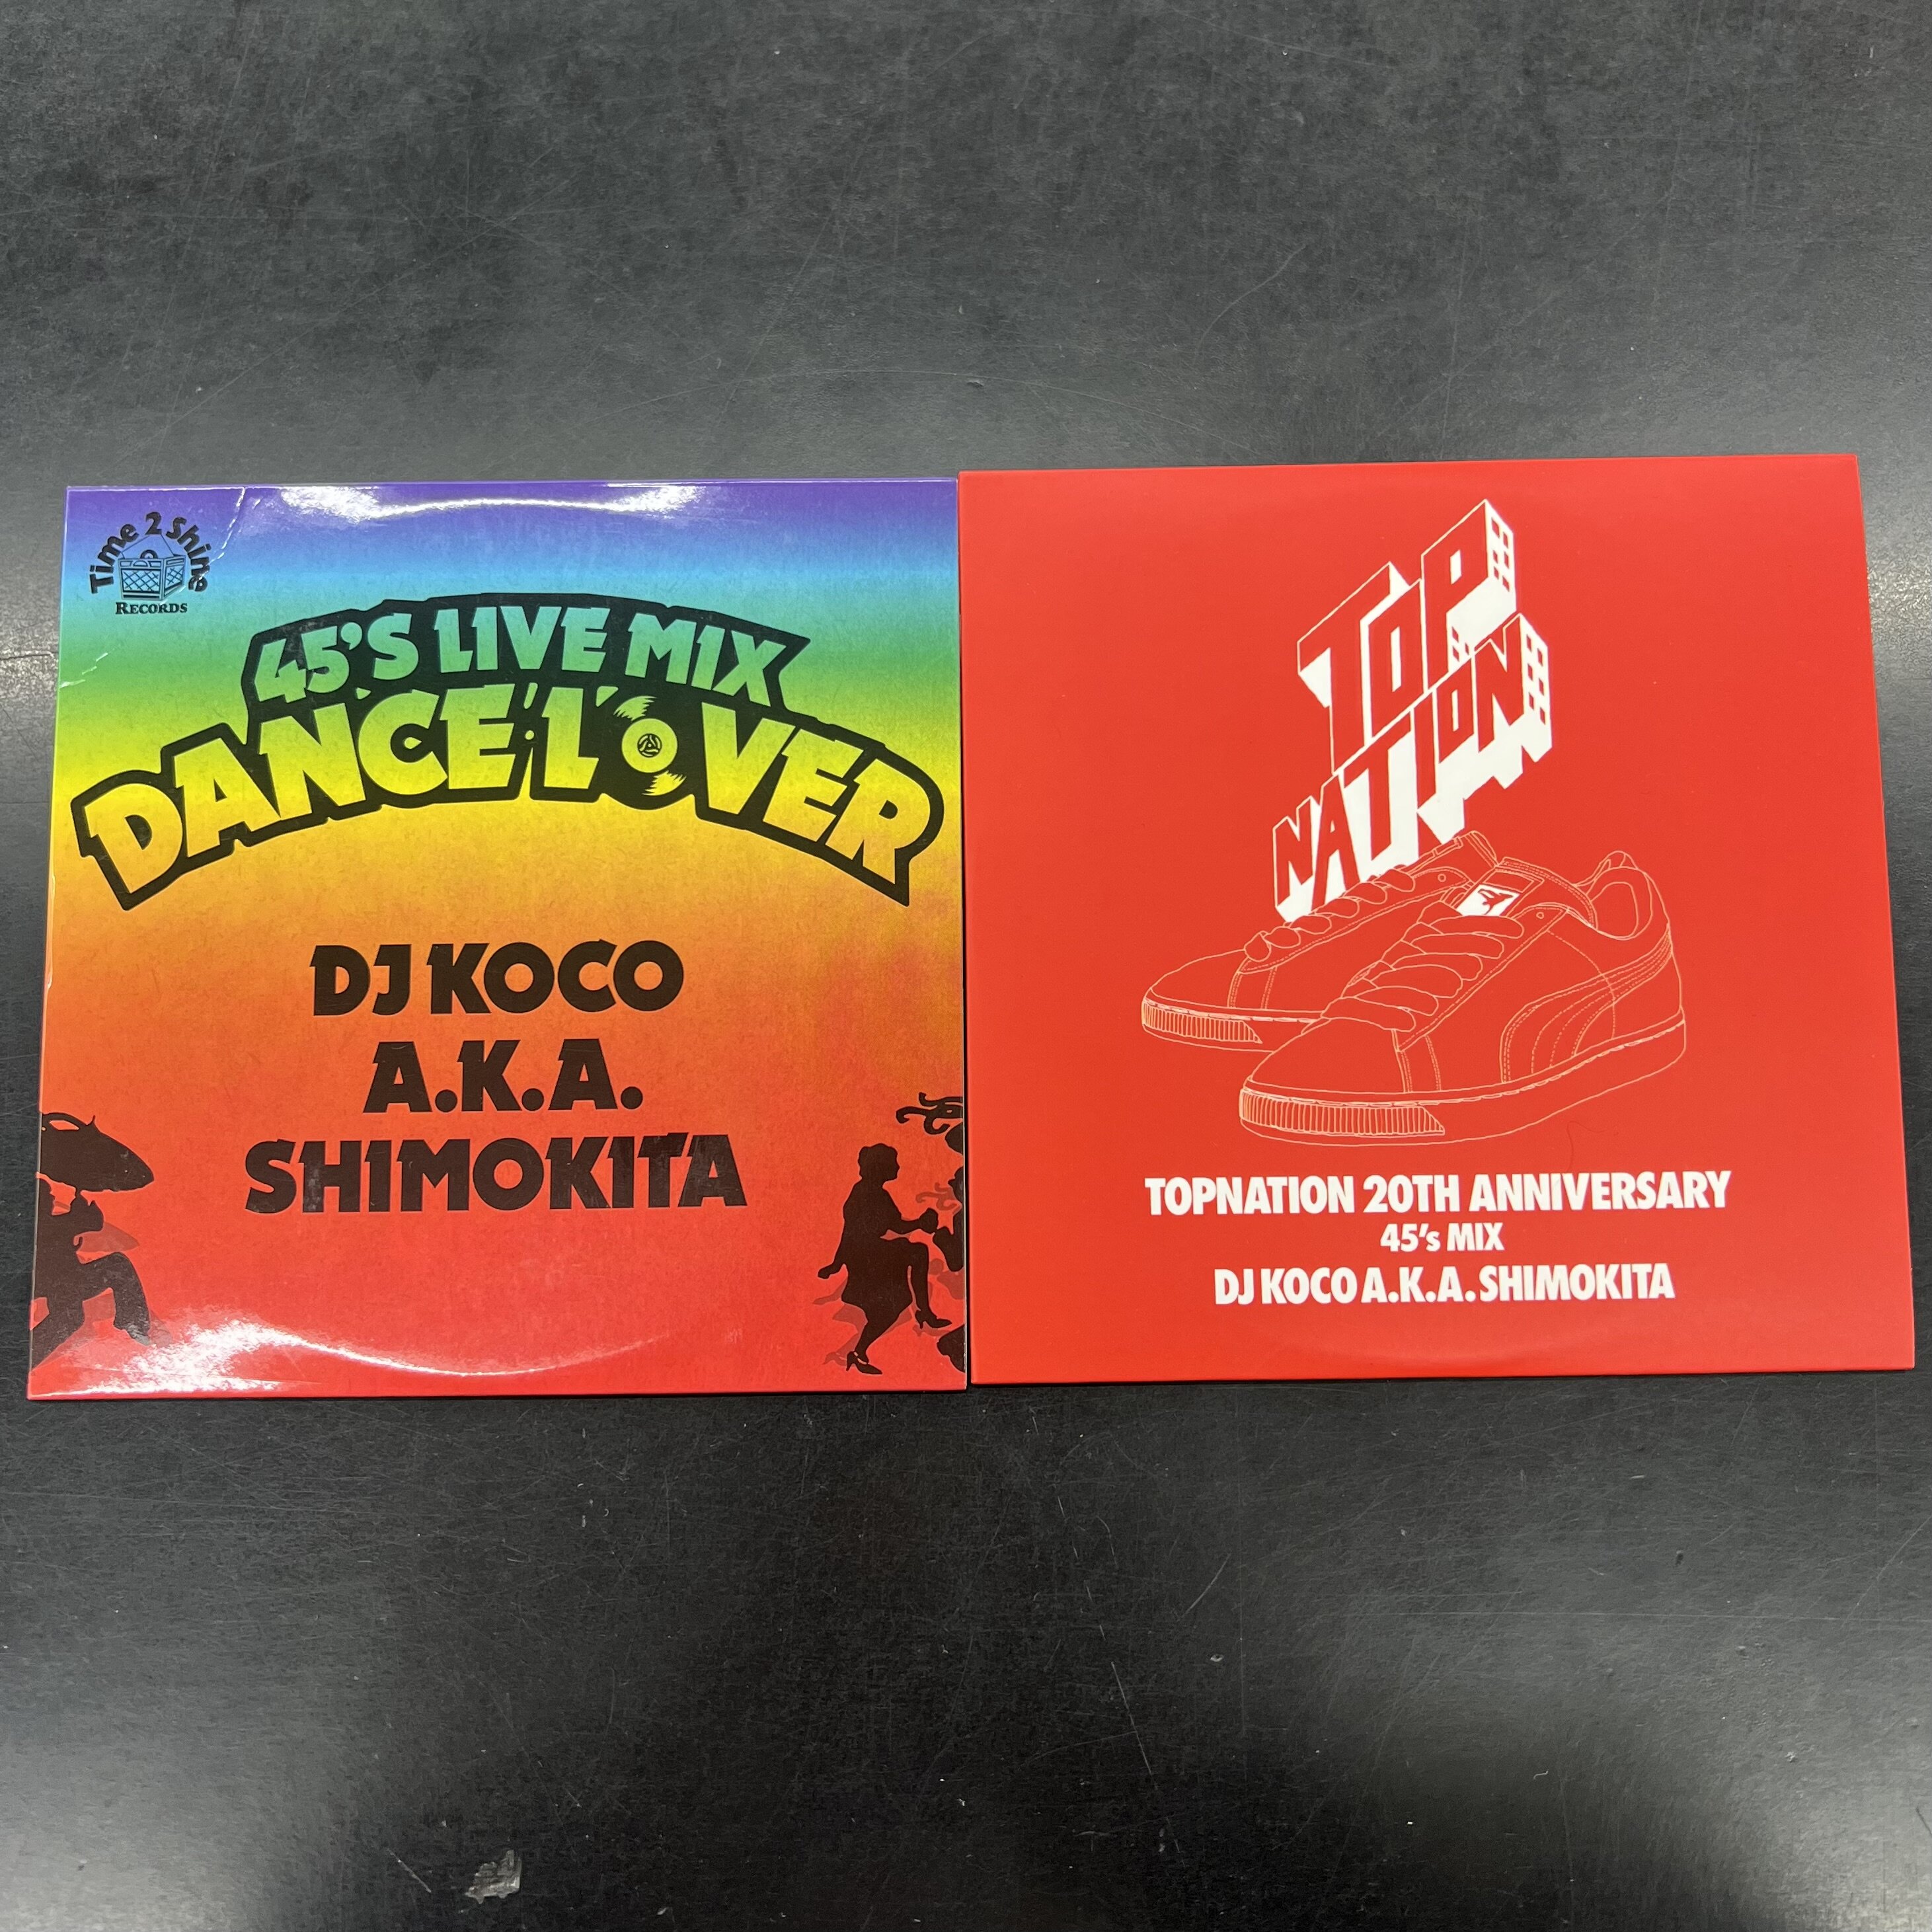 Time 2 Shine
RECORDS
45'S LIVE MIX
DANCE LOVER
DJ KOCO
A.K.A.
SHIMOKITA
TOP
NATION
TOPNATION 20TH ANNIVERSARY
45's MIX
DJ KOCO A.K.A. SHIMOKITA